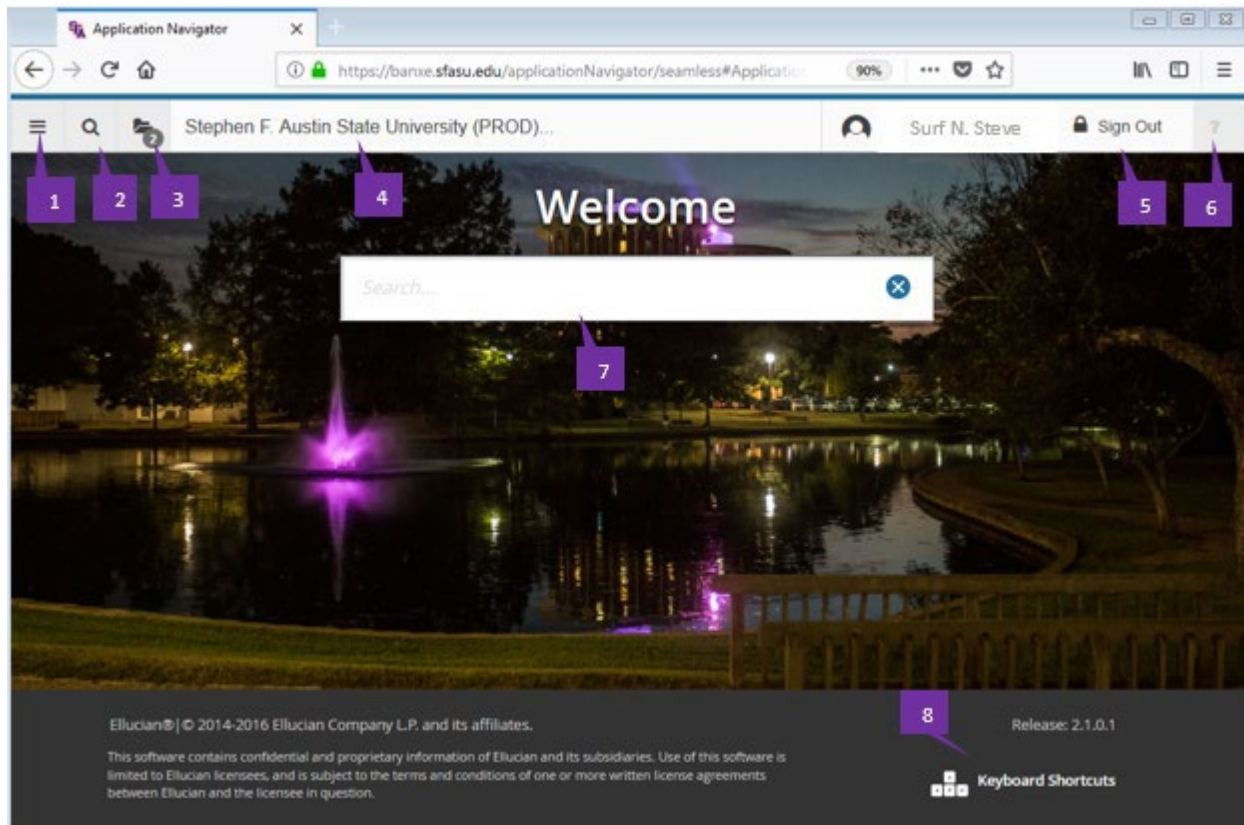 Application Navigator
https://banxe.sfasu.edu/applicationNavigator/seamless#Applicatio
90%
2
Stephen F. Austin State University (PROD)...
Surf N. Steve
Sign Out
?
1
2
3
4
5
6
Welcome
Search...
7
8
Ellucian®|© 2014-2016 Ellucian Company L.P. and its affiliates.
Release: 2.1.0.1
This software contains confidential and proprietary information of Ellucian and its subsidiaries. Use of this software is
limited to Ellucian licensees, and is subject to the terms and conditions of one or more written license agreements
between Ellucian and the licensee in question.
Keyboard Shortcuts